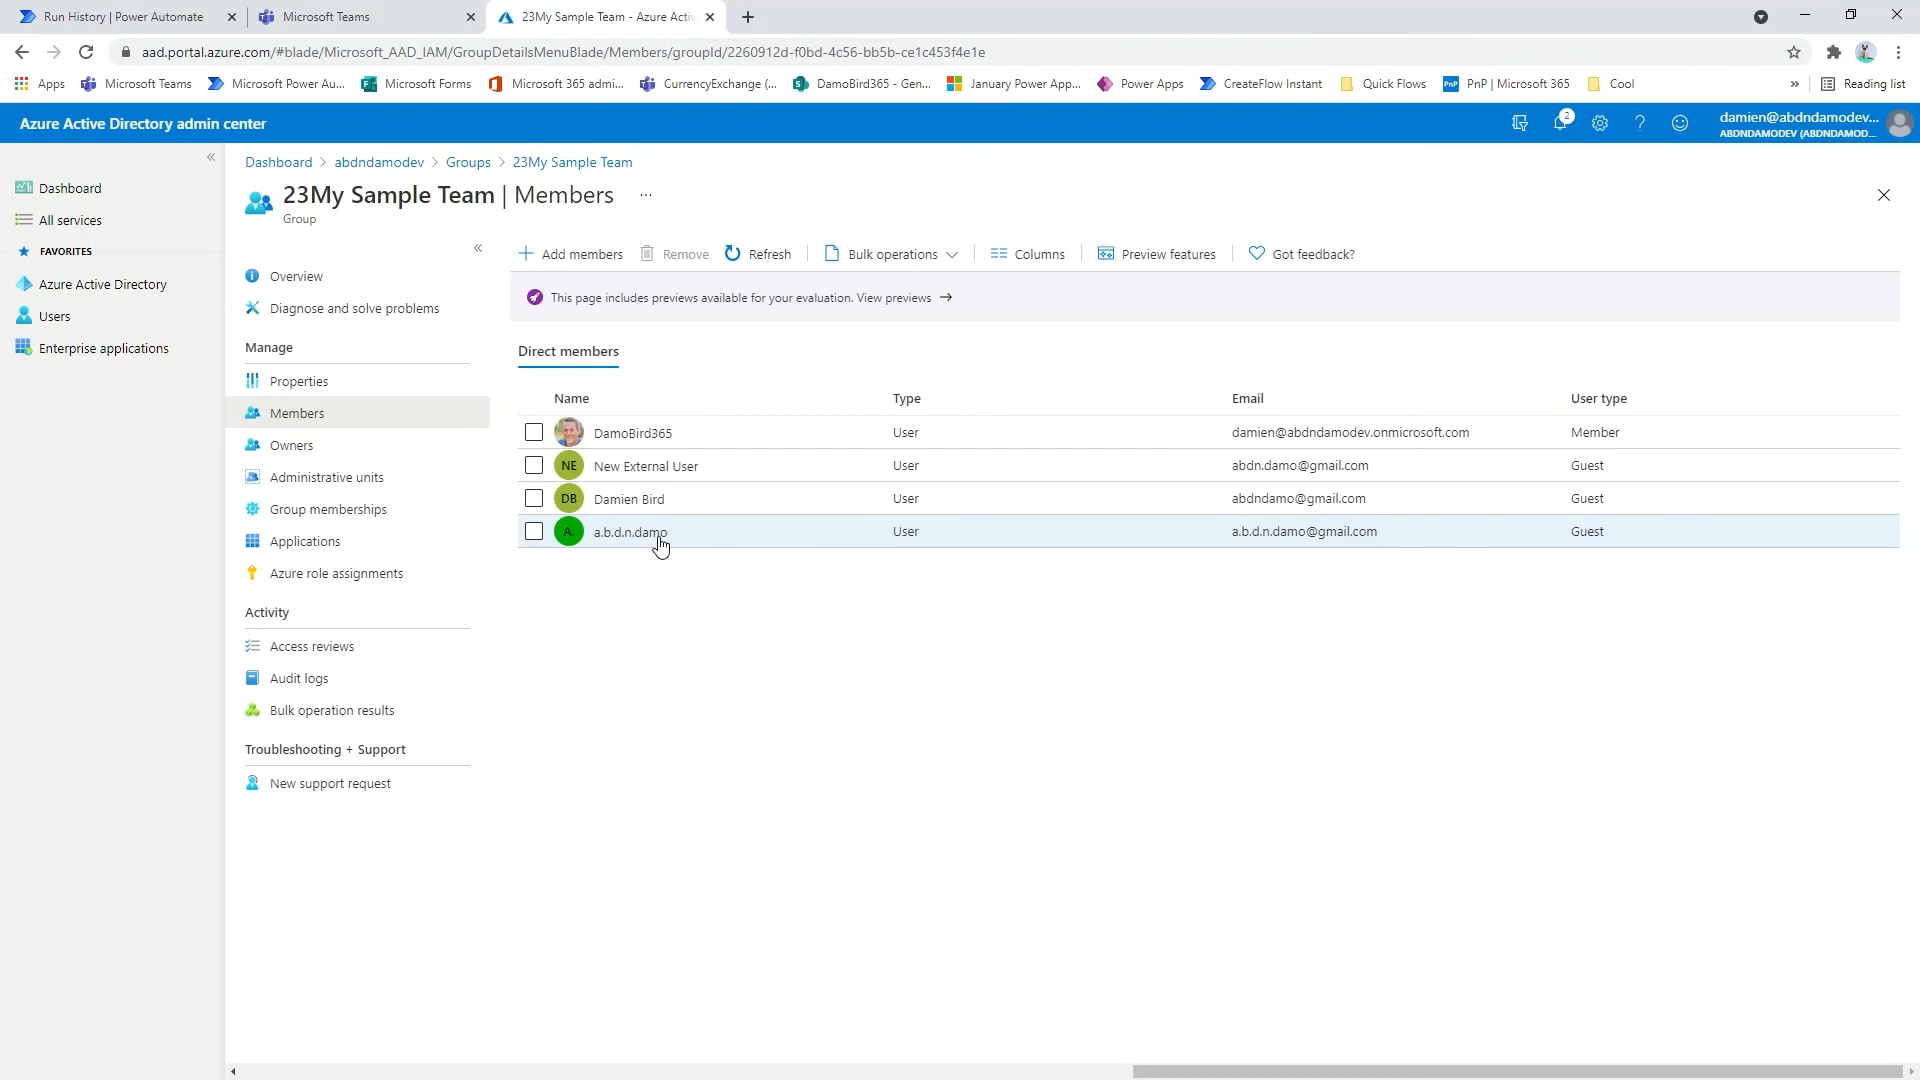 Run History | Power Automate
Microsoft Teams
23My Sample Team - Azure Activ
aad.portal.azure.com/#blade/Microsoft_AAD_IAM/GroupDetailsMenuBlade/Members/groupId/2260912d-f0bd-4c56-bb5b-ce1c453f4e1e
Apps
Microsoft Teams
Microsoft Power Au...
Microsoft Forms
Microsoft 365 admi...
CurrencyExchange (...
DamoBird365 - Gen...
January Power App...
Power Apps
CreateFlow Instant
Quick Flows
PnP | Microsoft 365
Cool
»
Reading list
Azure Active Directory admin center
2
damien@abdndamodev...
ABDNDAMODEV (ABDNDAMOD...
Dashboard
All services
FAVORITES
Azure Active Directory
Users
Enterprise applications
Dashboard > abdndamodev > Groups > 23My Sample Team
23My Sample Team | Members ...
Group
Overview
Diagnose and solve problems
Manage
Properties
Members
Owners
Administrative units
Group memberships
Applications
Azure role assignments
Activity
Access reviews
Audit logs
Bulk operation results
Troubleshooting + Support
New support request
Add members
Remove
Refresh
Bulk operations
Columns
Preview features
Got feedback?
This page includes previews available for your evaluation. View previews →
Direct members
Name Type Email User type
DamoBird365 User damien@abdndamodev.onmicrosoft.com Member
NE New External User User abdn.damo@gmail.com Guest
DB Damien Bird User abdndamo@gmail.com Guest
A. a.b.d.n.damo User a.b.d.n.damo@gmail.com Guest